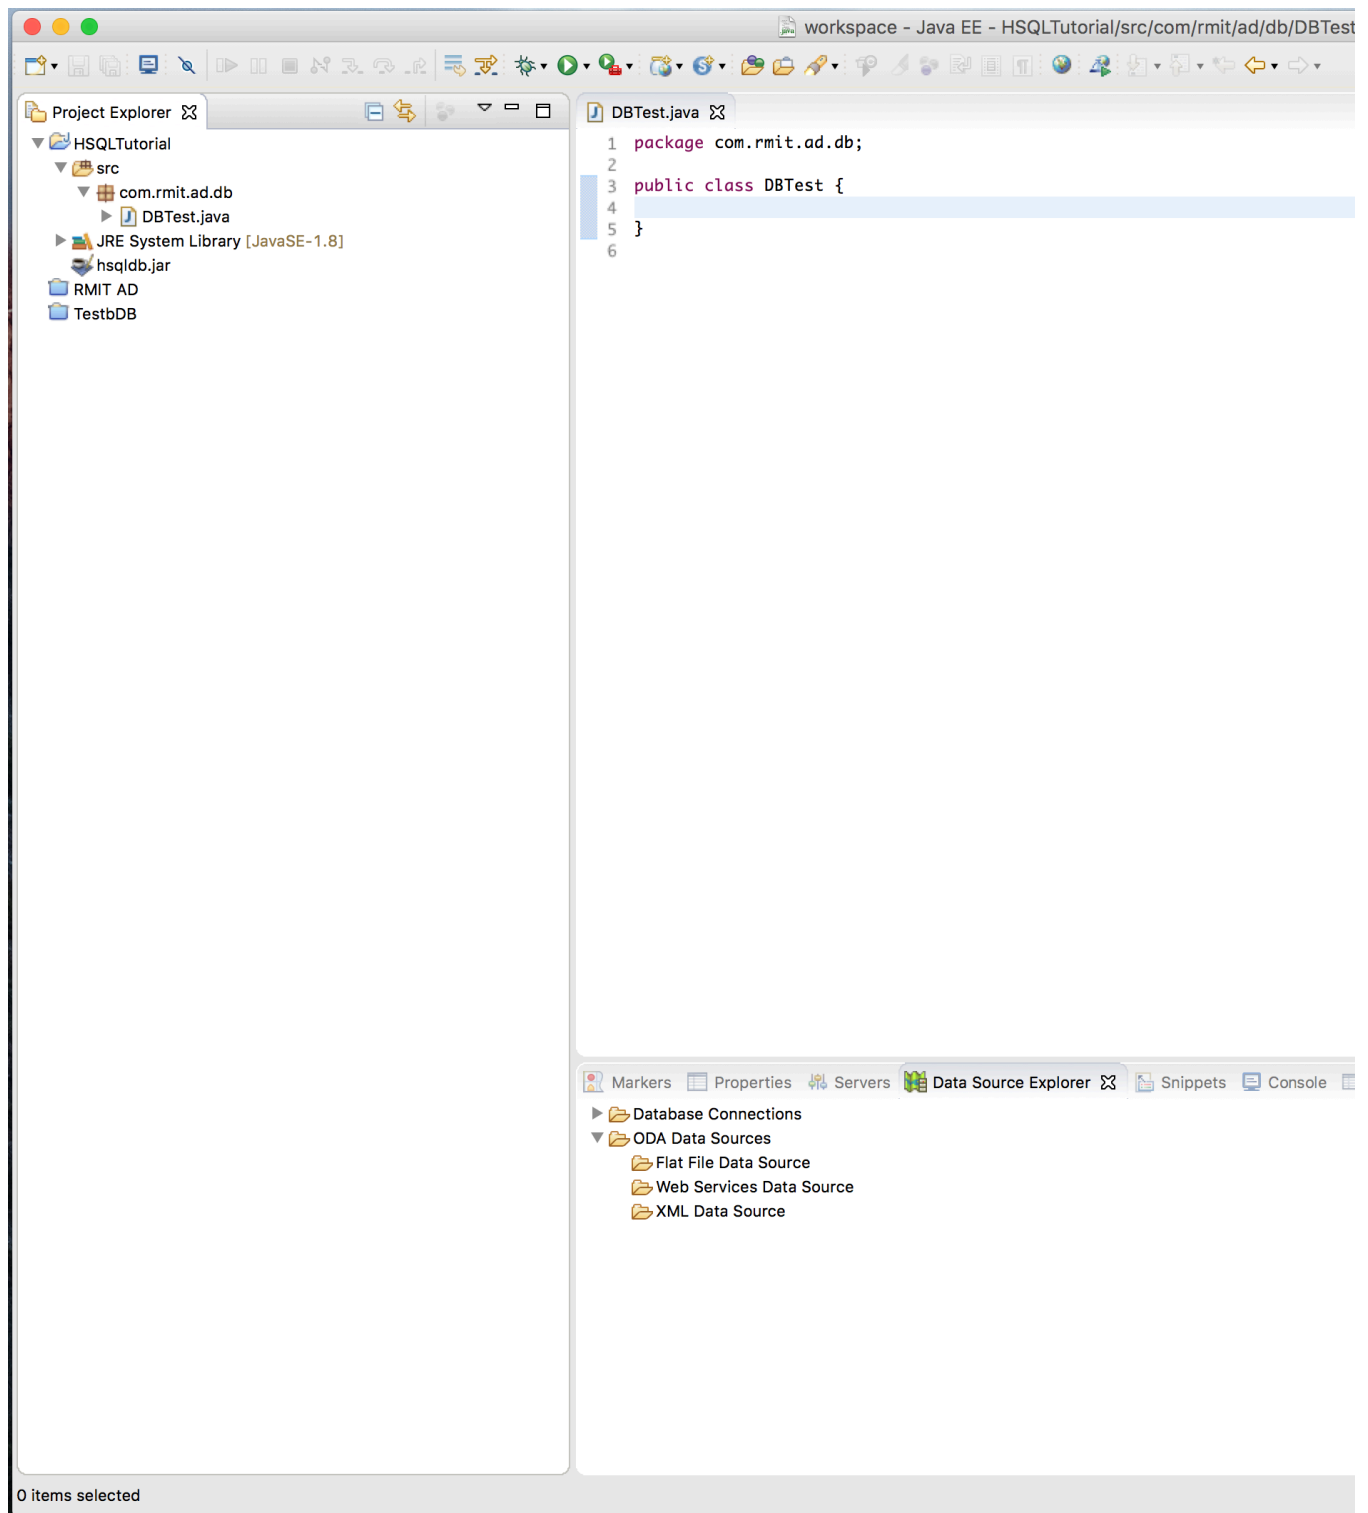 workspace - Java EE - HSQLTutorial/src/com/rmit/ad/db/DBTest
Project Explorer
HSQLTutorial
src
com.rmit.ad.db
DBTest.java
JRE System Library [JavaSE-1.8]
hsqldb.jar
RMIT AD
TestbDB
DBTest.java
1 package com.rmit.ad.db;
2
3 public class DBTest {
4
5 }
6
Markers Properties Servers Data Source Explorer Snippets Console
Database Connections
ODA Data Sources
Flat File Data Source
Web Services Data Source
XML Data Source
0 items selected